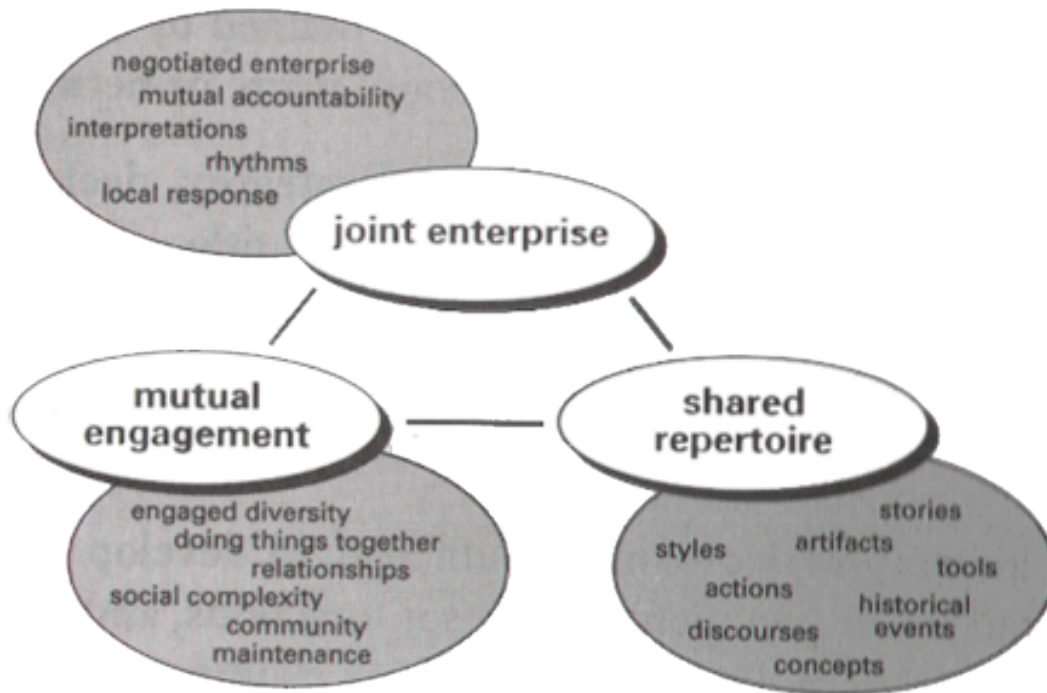 negotiated enterprise
mutual accountability
interpretations
rhythms
local response
joint enterprise
mutual
engagement
engaged diversity
doing things together
relationships
social complexity
community
maintenance
shared
repertoire
stories
styles
artifacts
tools
actions
historical
events
discourses
concepts